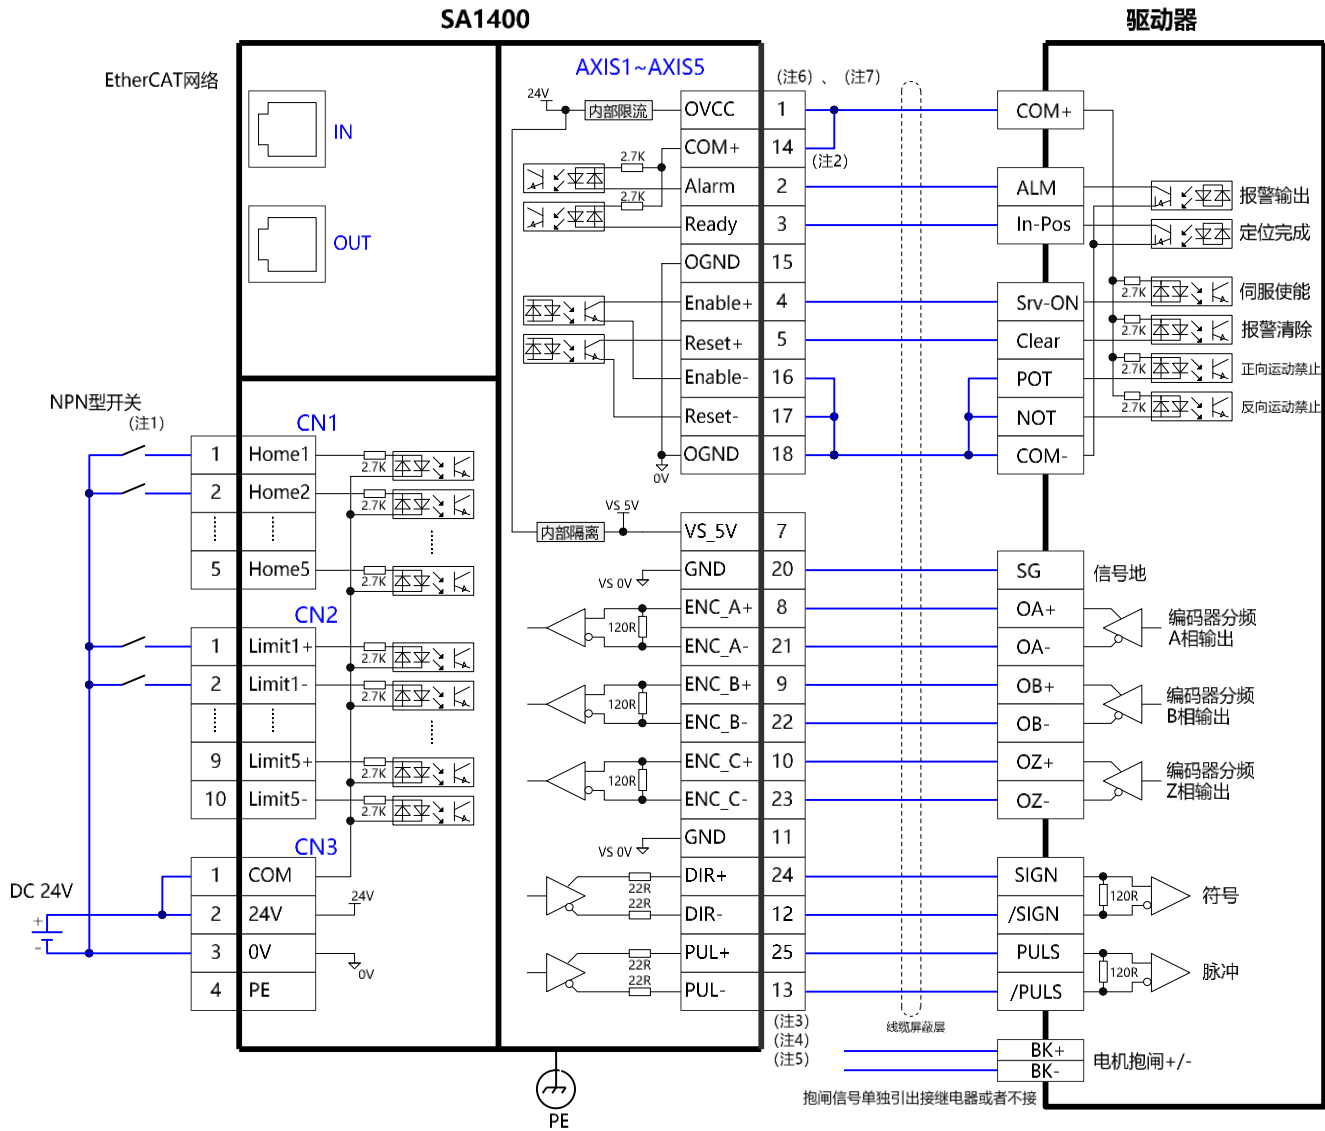 SA1400
驱动器
EtherCAT网络
IN
OUT
AXIS1~AXIS5
(注6) 、 (注7)
24V
内部限流
OVCC 1
COM+ 14
(注2)
2.7K
Alarm 2
2.7K
Ready 3
OGND 15
Enable+ 4
Reset+ 5
Enable- 16
Reset- 17
OGND 18
0V
VS 5V
内部隔离
VS_5V 7
GND 20
VS 0V
ENC_A+ 8
120R
ENC_A- 21
ENC_B+ 9
120R
ENC_B- 22
ENC_C+ 10
120R
ENC_C- 23
GND 11
VS 0V
DIR+ 24
22R
22R
DIR- 12
PUL+ 25
22R
22R
PUL- 13
(注3)
(注4)
(注5)
线缆屏蔽层
NPN型开关
(注1)
CN1
1 Home1
2.7K
2 Home2
2.7K
5 Home5
2.7K
CN2
1 Limit1+
2.7K
2 Limit1-
2.7K
9 Limit5+
2.7K
10 Limit5-
2.7K
CN3
1 COM
2 24V
24V
3 0V
0V
4 PE
DC 24V
+
-
PE
COM+
ALM
报警输出
In-Pos
定位完成
Srv-ON
2.7K
伺服使能
Clear
2.7K
报警清除
POT
2.7K
正向运动禁止
NOT
2.7K
反向运动禁止
COM-
SG
信号地
OA+
OA-
编码器分频
A相输出
OB+
OB-
编码器分频
B相输出
OZ+
OZ-
编码器分频
Z相输出
SIGN
/SIGN
120R
符号
PULS
/PULS
120R
脉冲
BK+
BK-
电机抱闸+/-
抱闸信号单独引出接继电器或者不接